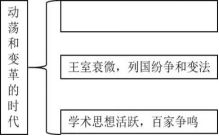 动荡和变革的时代
王室衰微，列国纷争和变法
学术思想活跃，百家争鸣